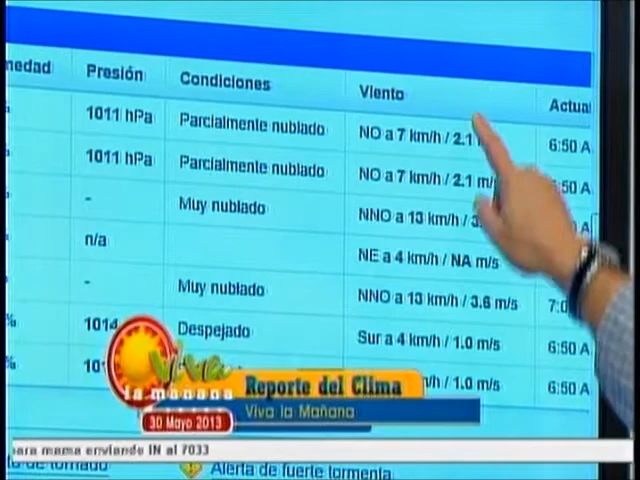 Presión Condiciones Viento
1011 hPa Parcialmente nublado NO a 7 km/h / 2.1 6:50 A
1011 hPa Parcialmente nublado NO a 7 km/h / 2.1 m/s 6:50 A
- Muy nublado NNO a 13 km/h /
n/a NE a 4 km/h / NA m/s
- Muy nublado NNO a 13 km/h / 3.6 m/s
1014 Despejado Sur a 4 km/h / 1.0 m/s 6:50 A
km/h / 1.0 m/s 6:50 A
Viva
la mañana
Reporte del Clima
Viva la Mañana
30 Mayo 2013
para mama enviando IN al 7033
de tornado Alerta de fuerte tormenta